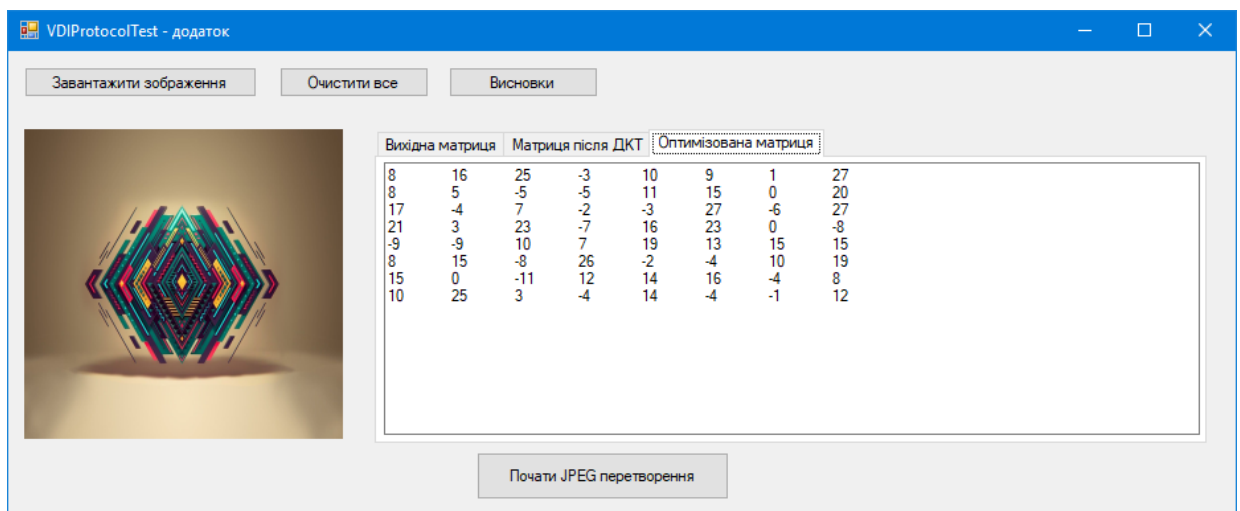 VDIProtocolTest - додаток
Завантажити зображення Очистити все Висновки
Вихідна матриця Матриця після ДКТ Оптимізована матриця
8 16 25 -3 10 9 1 27
8 5 -5 -5 11 15 0 20
17 -4 7 -2 -3 27 -6 27
21 3 23 -7 16 23 0 -8
-9 -9 10 7 19 13 15 15
8 15 -8 26 -2 -4 10 19
15 0 -11 12 14 16 -4 8
10 25 3 -4 14 -4 -1 12
Почати JPEG перетворення